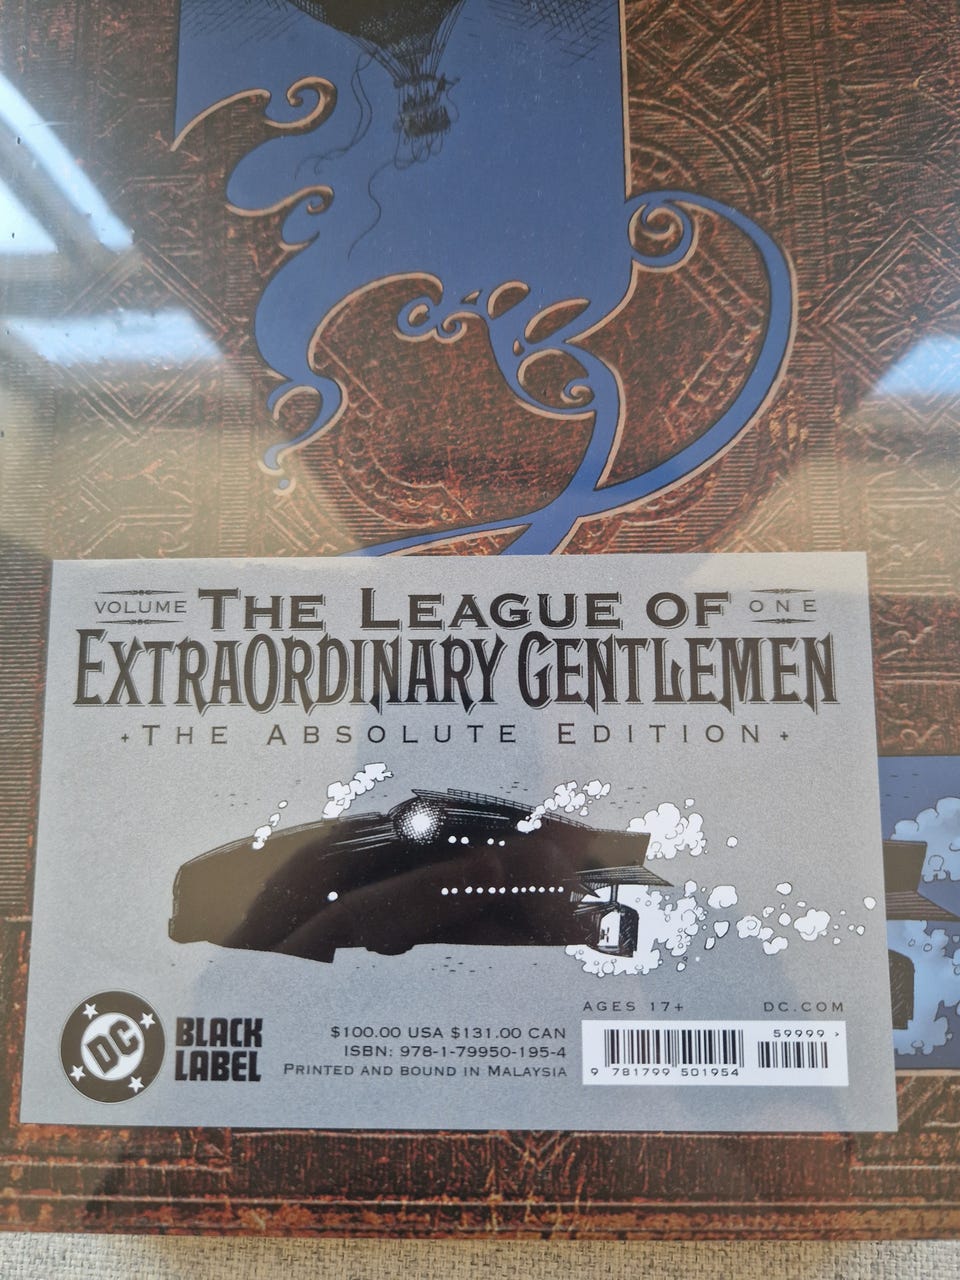 VOLUME THE LEAGUE OF ONE
EXTRAORDINARY GENTLEMEN
THE ABSOLUTE EDITION
AGES 17+ DC.COM
DC
BLACK
LABEL
$100.00 USA $131.00 CAN
ISBN: 978-1-79950-195-4
PRINTED AND BOUND IN MALAYSIA
59999 >
9 781799 501954